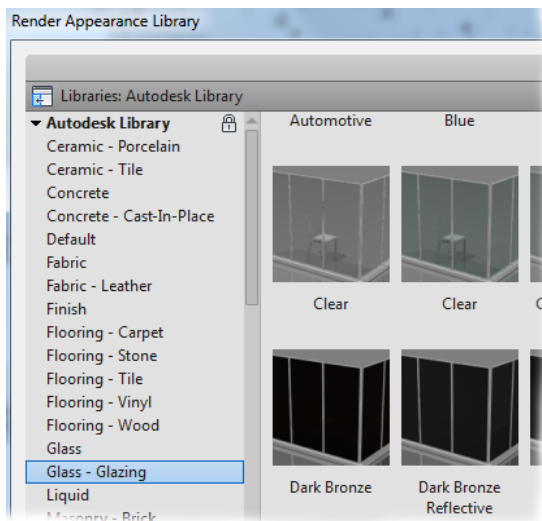 Render Appearance Library
Libraries: Autodesk Library
Autodesk Library
Ceramic - Porcelain
Ceramic - Tile
Concrete
Concrete - Cast-In-Place
Default
Fabric
Fabric - Leather
Finish
Flooring - Carpet
Flooring - Stone
Flooring - Tile
Flooring - Vinyl
Flooring - Wood
Glass
Glass - Glazing
Liquid
Masonry - Brick
Automotive Blue
Clear Clear
Dark Bronze Dark Bronze
Reflective